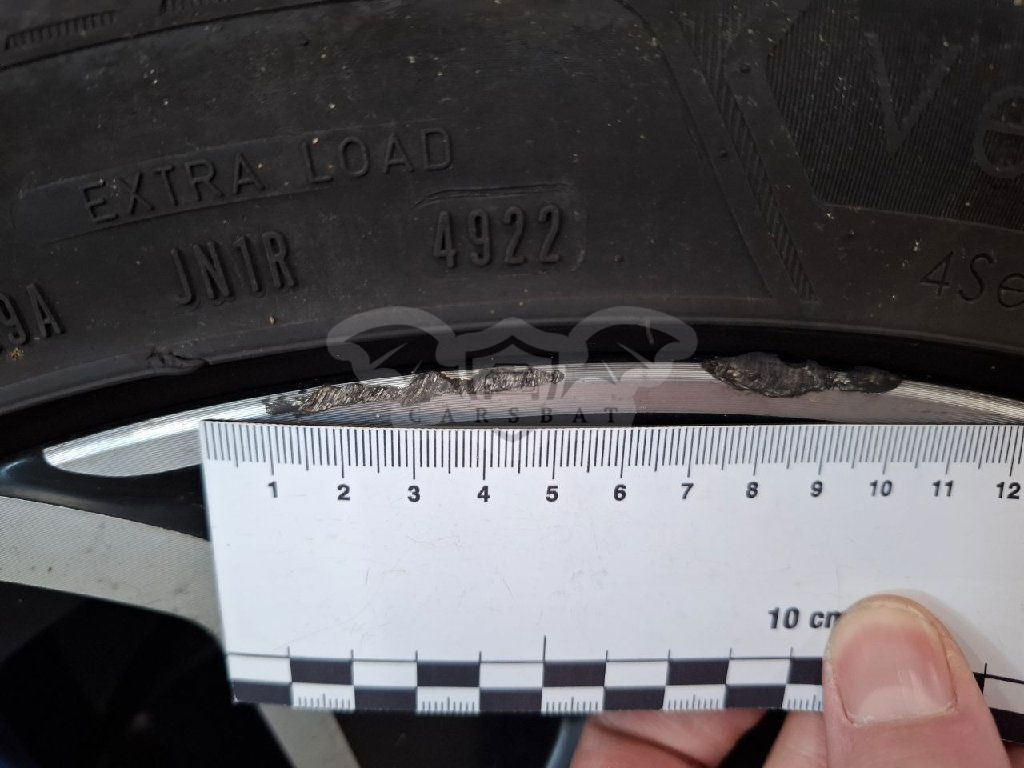 Ve
EXTRA LOAD
4922
JN1R
4Se
9A
CARSBAT
1 2 3 4 5 6 7 8 9 10 11 12
10 cm